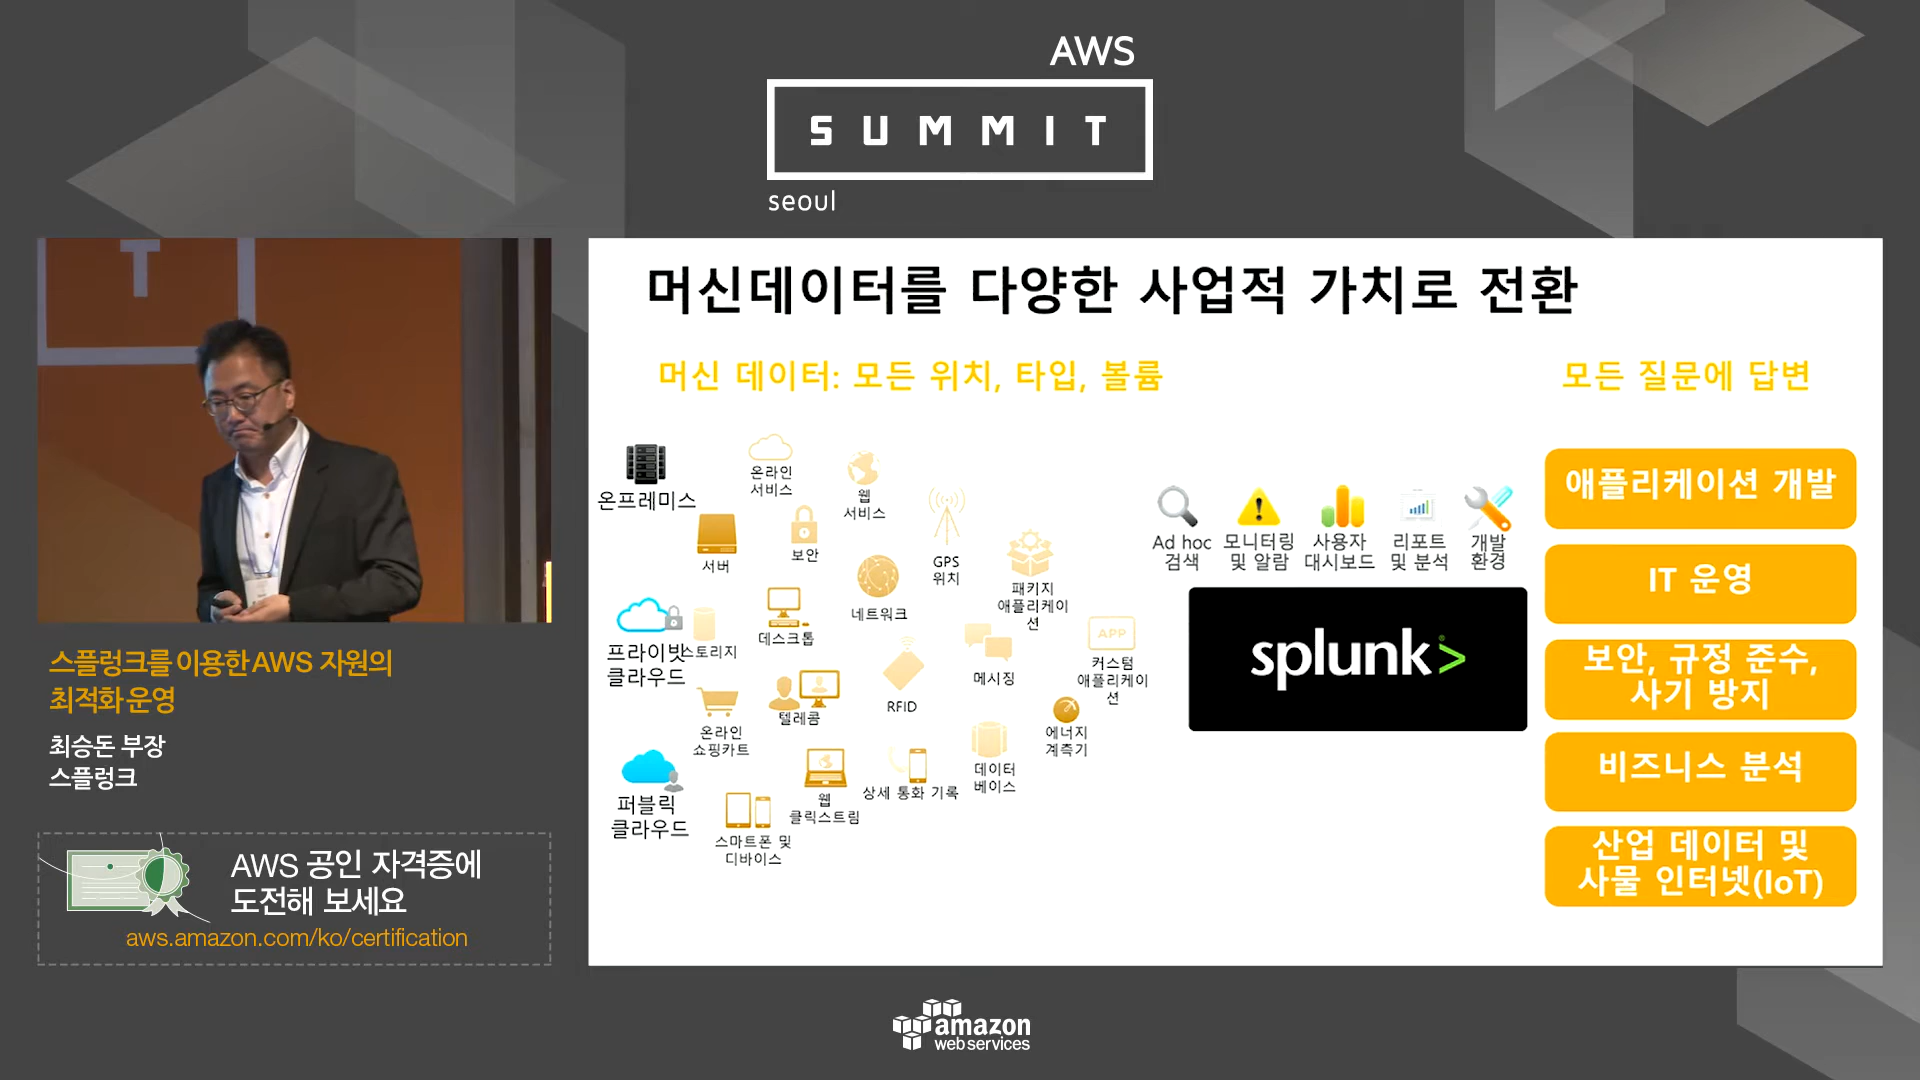 AWS
SUMMIT
seoul
T
스플렁크를 이용한 AWS 자원의
최적화 운영
최승돈 부장
스플렁크
AWS 공인 자격증에
도전해 보세요
aws.amazon.com/ko/certification
머신데이터를 다양한 사업적 가치로 전환
머신 데이터: 모든 위치, 타입, 볼륨
모든 질문에 답변
온프레미스
온라인
서비스
웹
서비스
서버
보안
GPS
위치
네트워크
패키지
애플리케이
션
프라이빗
클라우드
스토리지
데스크톱
메시징
APP
커스텀
애플리케이
션
온라인
쇼핑카트
텔레콤
RFID
에너지
계측기
퍼블릭
클라우드
스마트폰 및
디바이스
웹
클릭스트림
상세 통화 기록
데이터
베이스
Ad hoc
검색
모니터링
및 알람
사용자
대시보드
리포트
및 분석
개발
환경
splunk>
애플리케이션 개발
IT 운영
보안, 규정 준수,
사기 방지
비즈니스 분석
산업 데이터 및
사물 인터넷(IoT)
amazon
web services